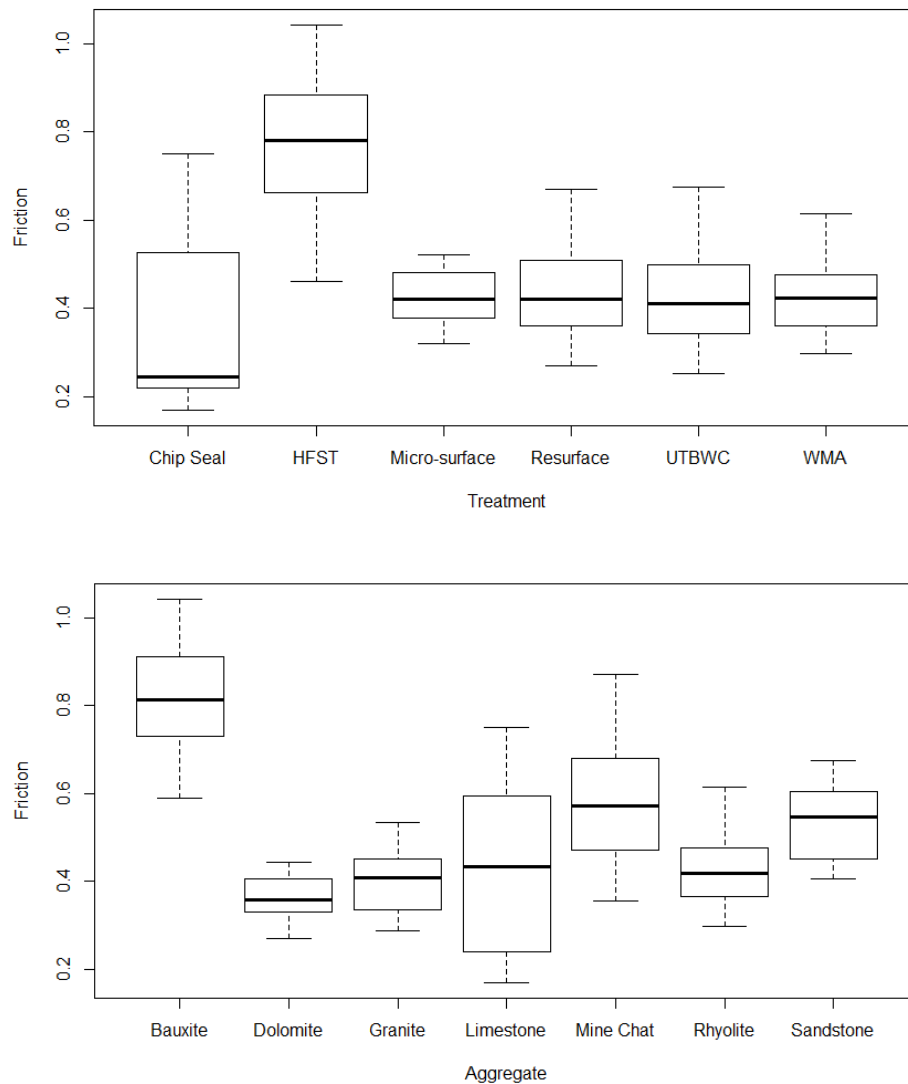 1.0
0.8
0.6
0.4
0.2
Friction
Chip Seal HFST Micro-surface Resurface UTBWC WMA
Treatment
1.0
0.8
0.6
0.4
0.2
Friction
Bauxite Dolomite Granite Limestone Mine Chat Rhyolite Sandstone
Aggregate